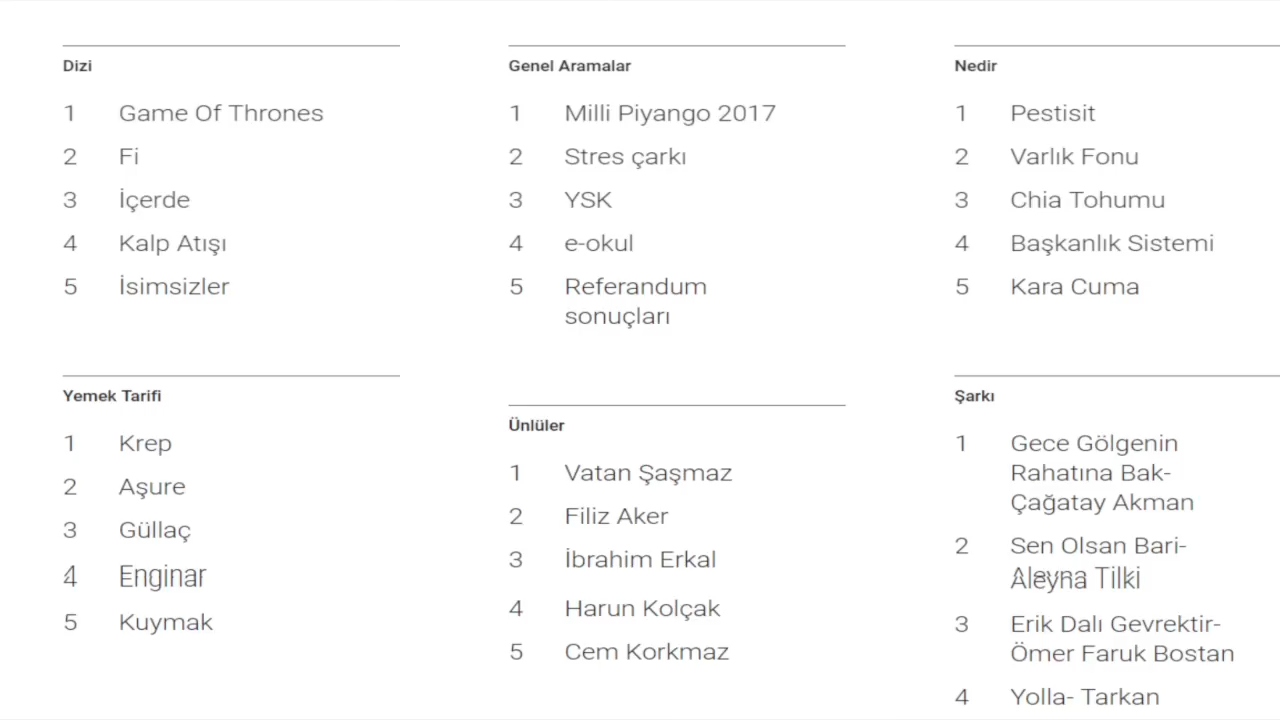 Dizi
1 Game Of Thrones
2 Fi
3 İçerde
4 Kalp Atışı
5 İsimsizler
Genel Aramalar
1 Milli Piyango 2017
2 Stres çarkı
3 YSK
4 e-okul
5 Referandum
sonuçları
Nedir
1 Pestisit
2 Varlık Fonu
3 Chia Tohumu
4 Başkanlık Sistemi
5 Kara Cuma
Yemek Tarifi
1 Krep
2 Aşure
3 Güllaç
4 Enginar
5 Kuymak
Ünlüler
1 Vatan Şaşmaz
2 Filiz Aker
3 İbrahim Erkal
4 Harun Kolçak
5 Cem Korkmaz
Şarkı
1 Gece Gölgenin
Rahatına Bak-
Çağatay Akman
2 Sen Olsan Bari-
Aleyna Tilki
3 Erik Dalı Gevrektir-
Ömer Faruk Bostan
4 Yolla- Tarkan